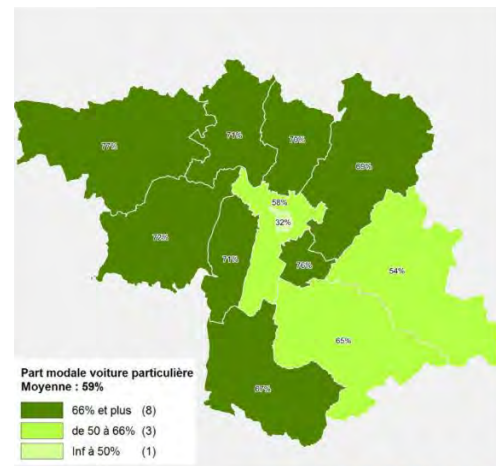 77%
71%
70%
69%
58%
32%
72%
71%
76%
54%
65%
67%
Part modale voiture particulière
Moyenne : 59%
66% et plus (8)
de 50 à 66% (3)
Inf à 50% (1)